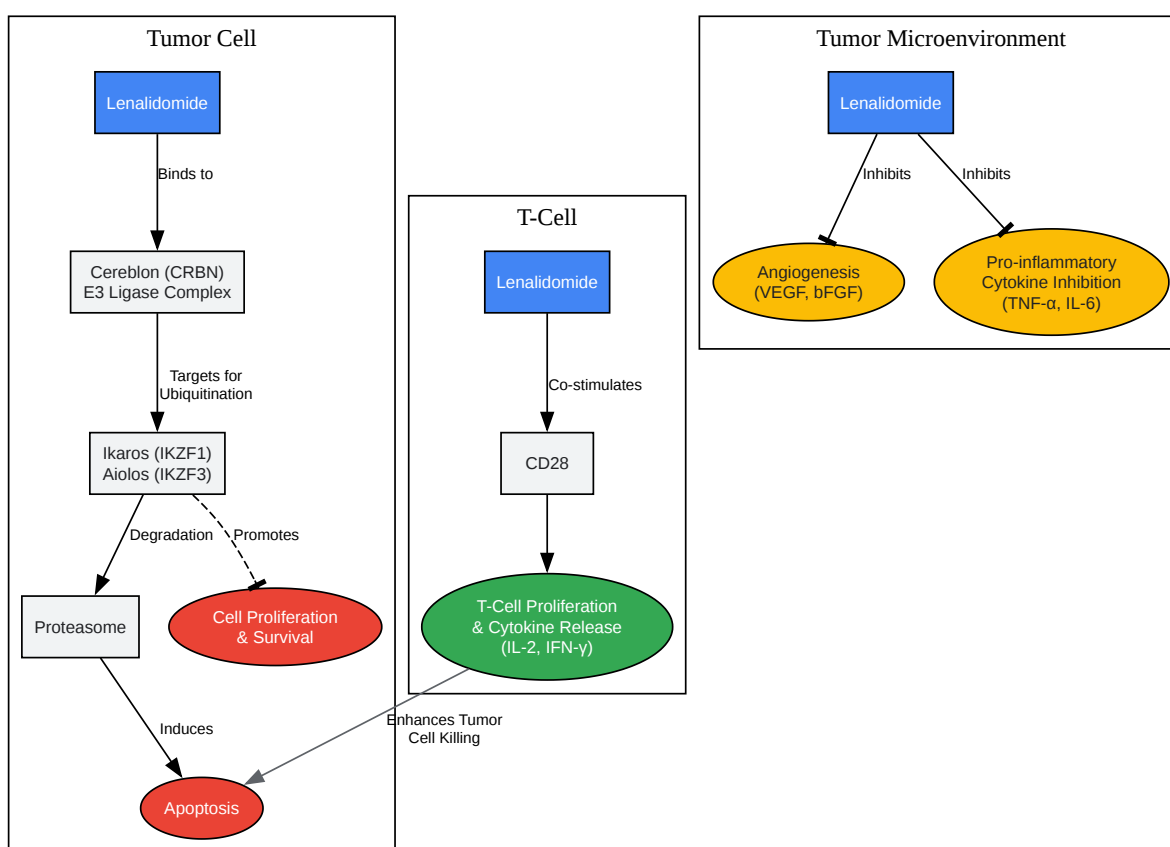 Tumor Cell
Lenalidomide
Binds to
Cereblon (CRBN)
E3 Ligase Complex
Targets for
Ubiquitination
Ikaros (IKZF1)
Aiolos (IKZF3)
Degradation
Promotes
Proteasome
Cell Proliferation
& Survival
Induces
Apoptosis
T-Cell
Lenalidomide
Co-stimulates
CD28
T-Cell Proliferation
& Cytokine Release
(IL-2, IFN-γ)
Enhances Tumor
Cell Killing
Tumor Microenvironment
Lenalidomide
Inhibits
Inhibits
Angiogenesis
(VEGF, bFGF)
Pro-inflammatory
Cytokine Inhibition
(TNF-α, IL-6)